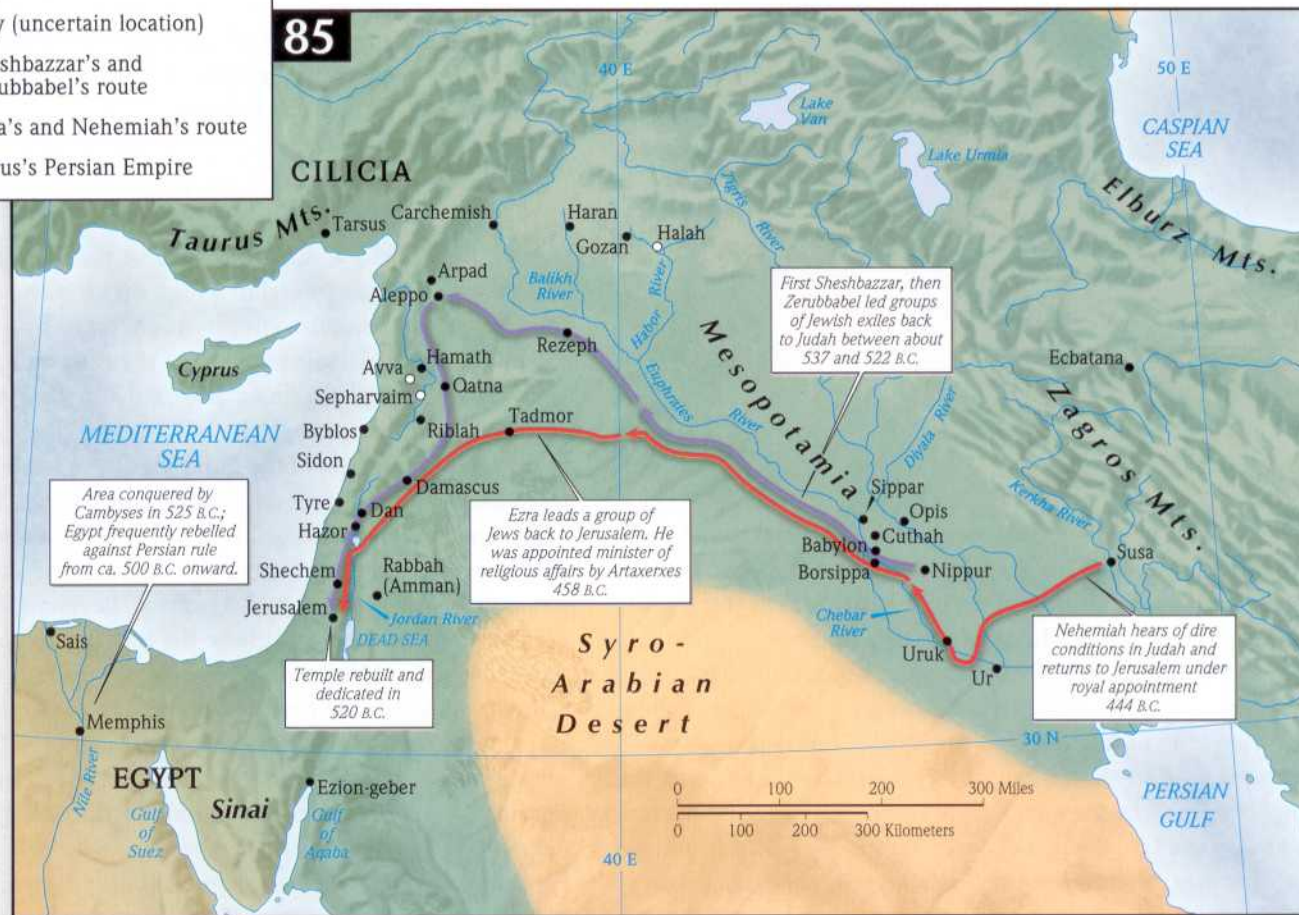 (uncertain location)
and
route
and Nehemiah's route
Persian Empire
85
40 E
50 E
Lake
Van
Lake Urmia
CASPIAN
SEA
CILICIA
Taurus Mts.
Tarsus
Carchemish
Haran
Gozan
Halah
Tigris River
Elburz Mts.
Arpad
Aleppo
Balikh
River
Habor River
First Sheshbazzar, then
Zerubbabel led groups
of Jewish exiles back
to Judah between about
537 and 522 B.C.
Rezeph
Mesopotamia
Ecbatana
Cyprus
Avva
Hamath
Qatna
Sepharvaim
Euphrates River
Diyala River
Zagros Mts.
MEDITERRANEAN
SEA
Byblos
Riblah
Tadmor
Sidon
Damascus
Sippar
Kerkha River
Area conquered by
Cambyses in 525 B.C.;
Egypt frequently rebelled
against Persian rule
from ca. 500 B.C. onward.
Tyre
Dan
Hazor
Ezra leads a group of
Jews back to Jerusalem. He
was appointed minister of
religious affairs by Artaxerxes
458 B.C.
Opis
Cuthah
Babylon
Borsippa
Nippur
Susa
Shechem
Rabbah
(Amman)
Jerusalem
Jordan River
DEAD SEA
Chebar
River
Sais
Syro-
Arabian
Desert
Uruk
Ur
Nehemiah hears of dire
conditions in Judah and
returns to Jerusalem under
royal appointment
444 B.C.
Temple rebuilt and
dedicated in
520 B.C.
Memphis
30 N
Nile River
EGYPT
Sinai
Ezion-geber
Gulf
of
Suez
Gulf
of
Aqaba
0 100 200 300 Miles
0 100 200 300 Kilometers
PERSIAN
GULF
40 E